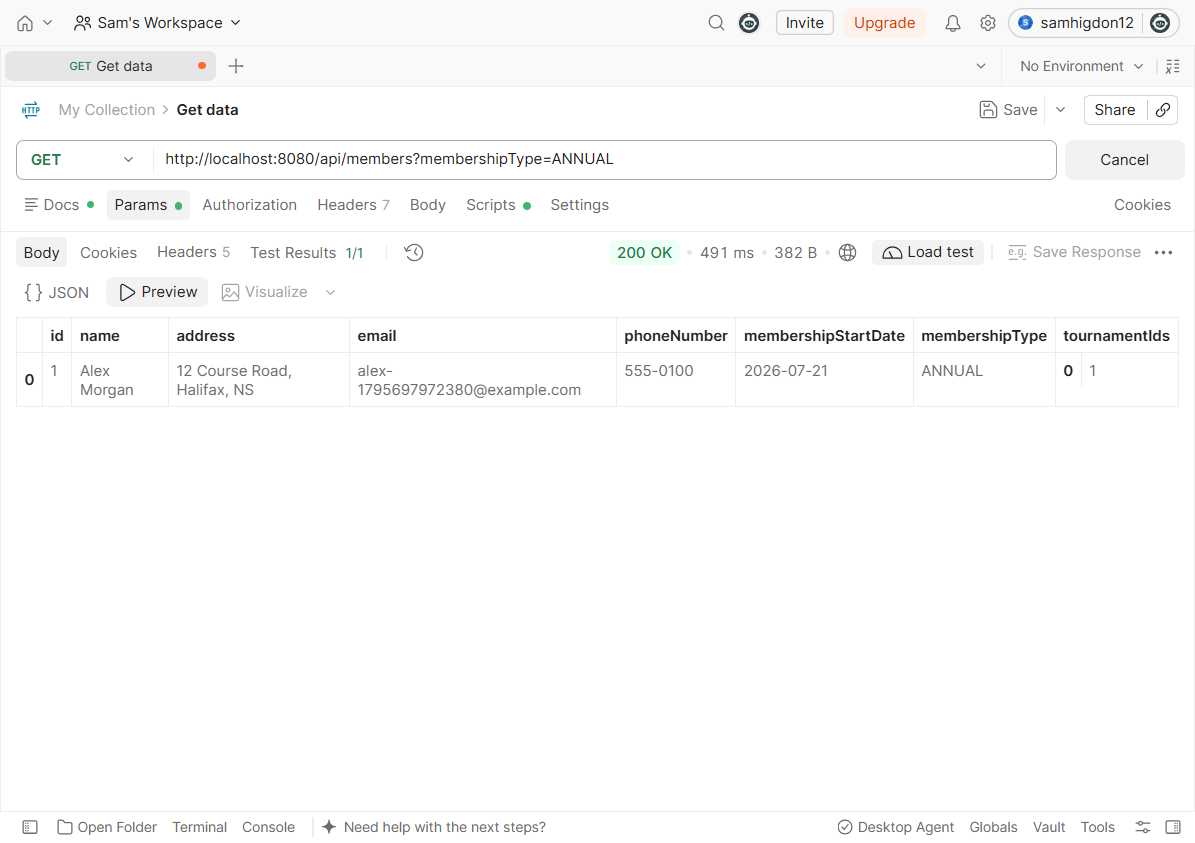 Sam's Workspace
Invite
Upgrade
samhigdon12
GET Get data
No Environment
HTTP
My Collection > Get data
Save
Share
GET
http://localhost:8080/api/members?membershipType=ANNUAL
Cancel
Docs
Params
Authorization
Headers 7
Body
Scripts
Settings
Cookies
Body
Cookies
Headers 5
Test Results 1/1
200 OK
491 ms
382 B
Load test
e.g. Save Response
{} JSON
Preview
Visualize
id name address email phoneNumber membershipStartDate membershipType tournamentIds
0 1 Alex Morgan 12 Course Road, Halifax, NS alex-1795697972380@example.com 555-0100 2026-07-21 ANNUAL 0 1
Open Folder
Terminal
Console
Need help with the next steps?
Desktop Agent
Globals
Vault
Tools